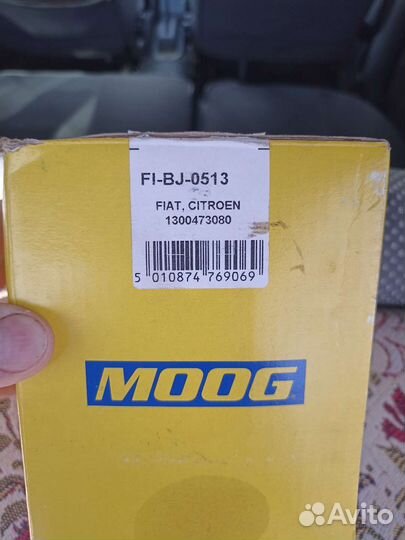 FI-BJ-0513
FIAT, CITROEN
1300473080
5 010874 769069
MOOG
Avito